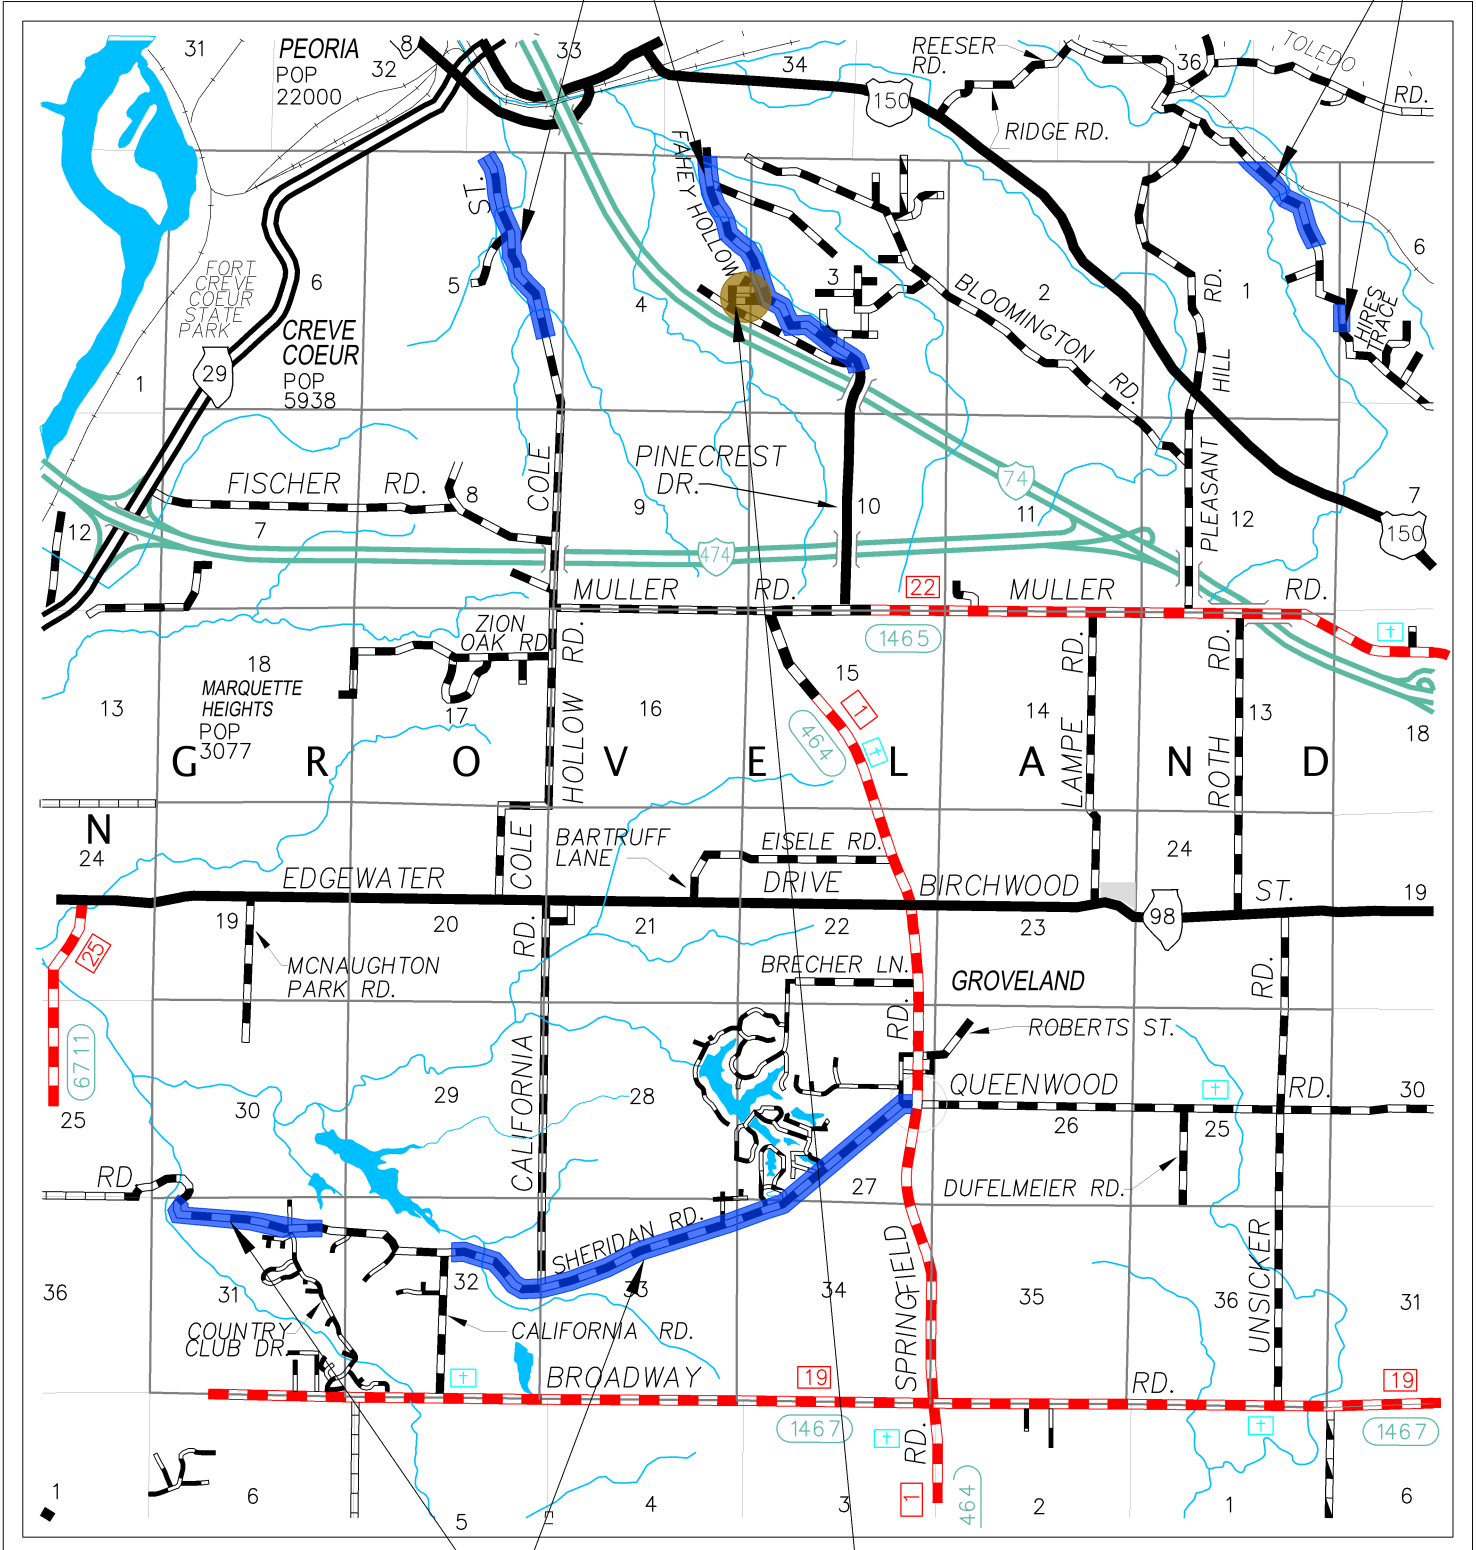 31
PEORIA
POP
22000
32
8
33
34
150
REESER
RD.
RIDGE RD.
36
TOLEDO
RD.
ST.
FAHEY HOLLOW
FORT
CREVE
COEUR
STATE
PARK
6
5
4
3
2
1
6
BLOOMINGTON
RD.
RD.
HILL
PLEASANT
HIRES
TRACE
CREVE
COEUR
POP
5938
29
1
PINECREST
DR.
FISCHER RD.
8
COLE
9
10
74
11
12
7
150
12
7
474
MULLER RD.
22
MULLER RD.
1465
ZION
OAK RD.
RD.
HOLLOW
18
MARQUETTE
HEIGHTS
POP
3077
13
17
16
15
1
464
14
LAMPE RD.
ROTH RD.
13
18
G R O V E L A N D
N
24
COLE
BARTRUFF
LANE
EISELE RD.
24
EDGEWATER DRIVE
BIRCHWOOD ST.
98
19
19
20
21
22
23
25
RD.
MCNAUGHTON
PARK RD.
BRECHER LN.
GROVELAND
RD.
RD.
ROBERTS ST.
6711
25
30
29
CALIFORNIA
28
QUEENWOOD RD.
30
26
25
27
DUFELMEIER RD.
RD.
SHERIDAN RD.
UNSICKER
36
31
32
33
34
35
36
31
COUNTRY
CLUB DR.
CALIFORNIA RD.
SPRINGFIELD
BROADWAY
19
RD.
19
1467
1467
RD.
1
464
1
6
5
4
3
2
1
6